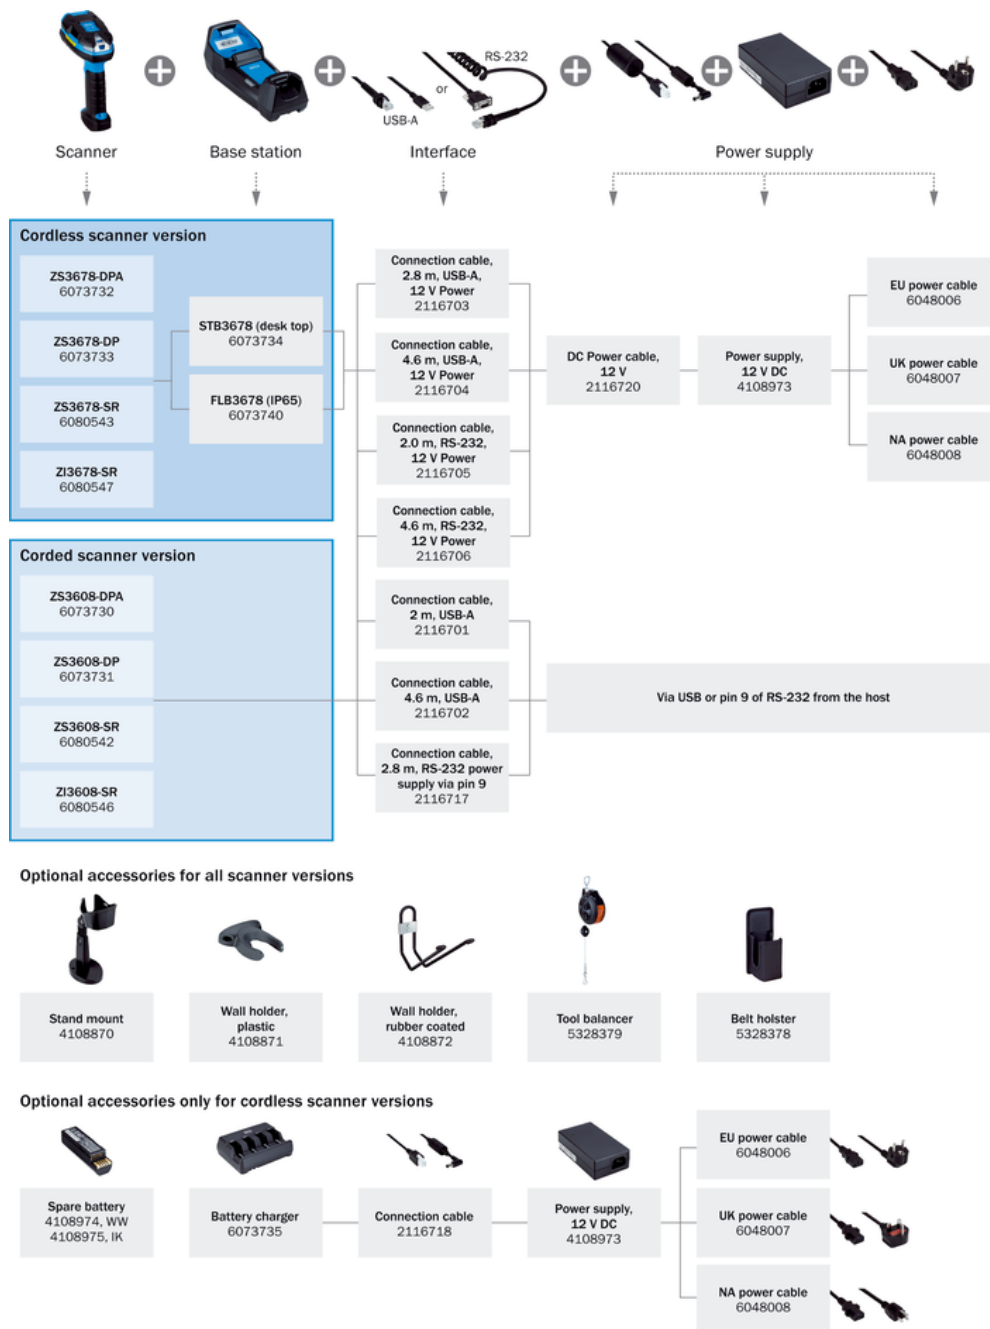 RS-232
or
USB-A
Scanner
Base station
Interface
Power supply
Cordless scanner version
ZS3678-DPA
6073732
ZS3678-DP
6073733
ZS3678-SR
6080543
ZI3678-SR
6080547
STB3678 (desk top)
6073734
FLB3678 (IP65)
6073740
Connection cable,
2.8 m, USB-A,
12 V Power
2116703
Connection cable,
4.6 m, USB-A,
12 V Power
2116704
Connection cable,
2.0 m, RS-232,
12 V Power
2116705
Connection cable,
4.6 m, RS-232,
12 V Power
2116706
DC Power cable,
12 V
2116720
Power supply,
12 V DC
4108973
EU power cable
6048006
UK power cable
6048007
NA power cable
6048008
Corded scanner version
ZS3608-DPA
6073730
ZS3608-DP
6073731
ZS3608-SR
6080542
ZI3608-SR
6080546
Connection cable,
2 m, USB-A
2116701
Connection cable,
4.6 m, USB-A
2116702
Connection cable,
2.8 m, RS-232 power
supply via pin 9
2116717
Via USB or pin 9 of RS-232 from the host
Optional accessories for all scanner versions
Stand mount
4108870
Wall holder,
plastic
4108871
Wall holder,
rubber coated
4108872
Tool balancer
5328379
Belt holster
5328378
Optional accessories only for cordless scanner versions
Spare battery
4108974, WW
4108975, IK
Battery charger
6073735
Connection cable
2116718
Power supply,
12 V DC
4108973
EU power cable
6048006
UK power cable
6048007
NA power cable
6048008